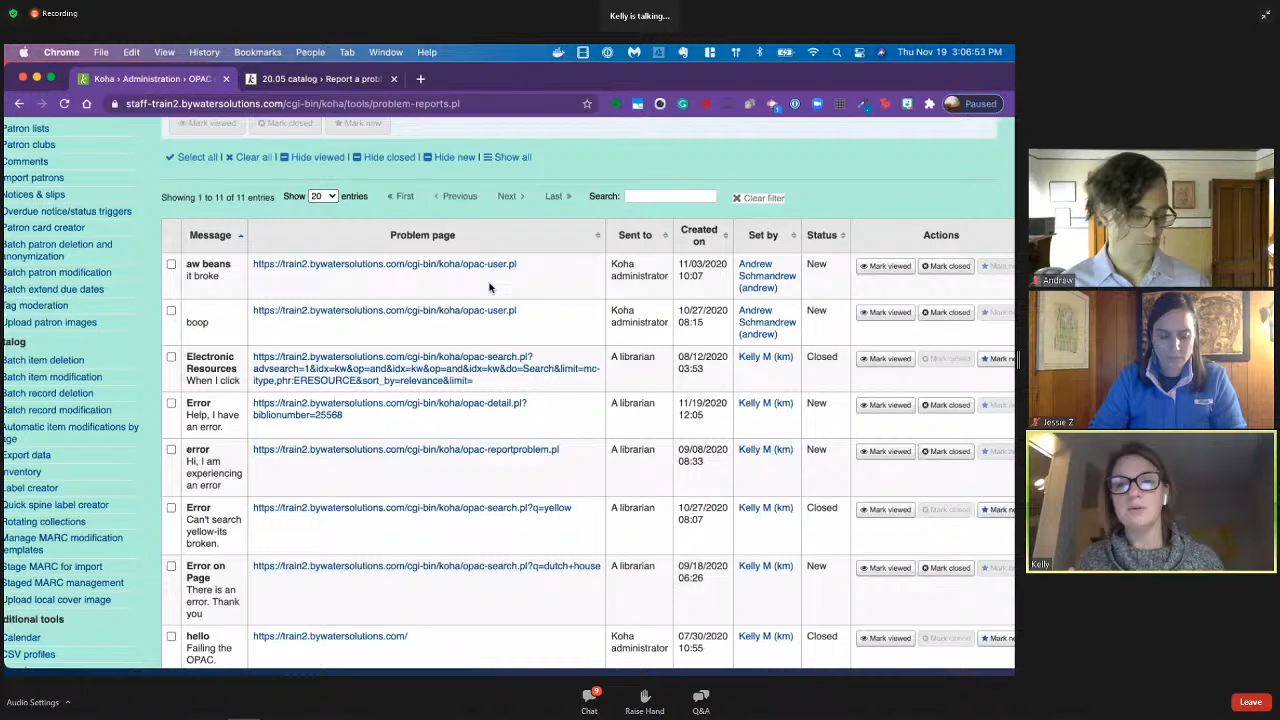 Recording
Kelly is talking...
Chrome File Edit View History Bookmarks People Tab Window Help Thu Nov 19 3:06:53 PM
Koha › Administration › OPAC
20.05 catalog › Report a prob
staff-train2.bywatersolutions.com/cgi-bin/koha/tools/problem-reports.pl
Paused
Patron lists
Patron clubs
Comments
Import patrons
Notices & slips
Overdue notice/status triggers
Patron card creator
Batch patron deletion and
anonymization
Batch patron modification
Batch extend due dates
Tag moderation
Upload patron images
atalog
Batch item deletion
Batch item modification
Batch record deletion
Batch record modification
Automatic item modifications by
age
Export data
Inventory
Label creator
Quick spine label creator
Rotating collections
Manage MARC modification
templates
Stage MARC for import
Staged MARC management
Upload local cover image
dditional tools
Calendar
CSV profiles
Mark viewed Mark closed Mark new
Select all | Clear all | Hide viewed | Hide closed | Hide new | Show all
Showing 1 to 11 of 11 entries Show 20 entries First Previous Next Last Search: Clear filter
Message Problem page Sent to Created on Set by Status Actions
aw beans
it broke
https://train2.bywatersolutions.com/cgi-bin/koha/opac-user.pl
Koha
administrator
11/03/2020
10:07
Andrew
Schmandrew
(andrew)
New
Mark viewed Mark closed Mark ne
boop
https://train2.bywatersolutions.com/cgi-bin/koha/opac-user.pl
Koha
administrator
10/27/2020
08:15
Andrew
Schmandrew
(andrew)
New
Mark viewed Mark closed Mark ne
Electronic
Resources
When I click
https://train2.bywatersolutions.com/cgi-bin/koha/opac-search.pl?
advsearch=1&idx=kw&op=and&idx=kw&op=and&idx=kw&do=Search&limit=mc-
itype,phr:ERESOURCE&sort_by=relevance&limit=
A librarian
08/12/2020
03:53
Kelly M (km)
Closed
Mark viewed Mark closed Mark ne
Error
Help, I have
an error.
https://train2.bywatersolutions.com/cgi-bin/koha/opac-detail.pl?
biblionumber=25568
A librarian
11/19/2020
12:05
Kelly M (km)
New
Mark viewed Mark closed Mark ne
error
Hi, I am
experiencing
an error
https://train2.bywatersolutions.com/cgi-bin/koha/opac-reportproblem.pl
A librarian
09/08/2020
08:33
Kelly M (km)
New
Mark viewed Mark closed Mark ne
Error
Can't search
yellow-its
broken.
https://train2.bywatersolutions.com/cgi-bin/koha/opac-search.pl?q=yellow
A librarian
10/27/2020
08:07
Kelly M (km)
Closed
Mark viewed Mark closed Mark ne
Error on
Page
There is an
error. Thank
you
https://train2.bywatersolutions.com/cgi-bin/koha/opac-search.pl?q=dutch+house
A librarian
09/18/2020
06:26
Kelly M (km)
New
Mark viewed Mark closed Mark ne
hello
Failing the
OPAC.
https://train2.bywatersolutions.com/
Koha
administrator
07/30/2020
10:55
Kelly M (km)
Closed
Mark viewed Mark closed Mark ne
Andrew
Jessie Z
Kelly
Audio Settings
9
Chat
Raise Hand
Q&A
Leave